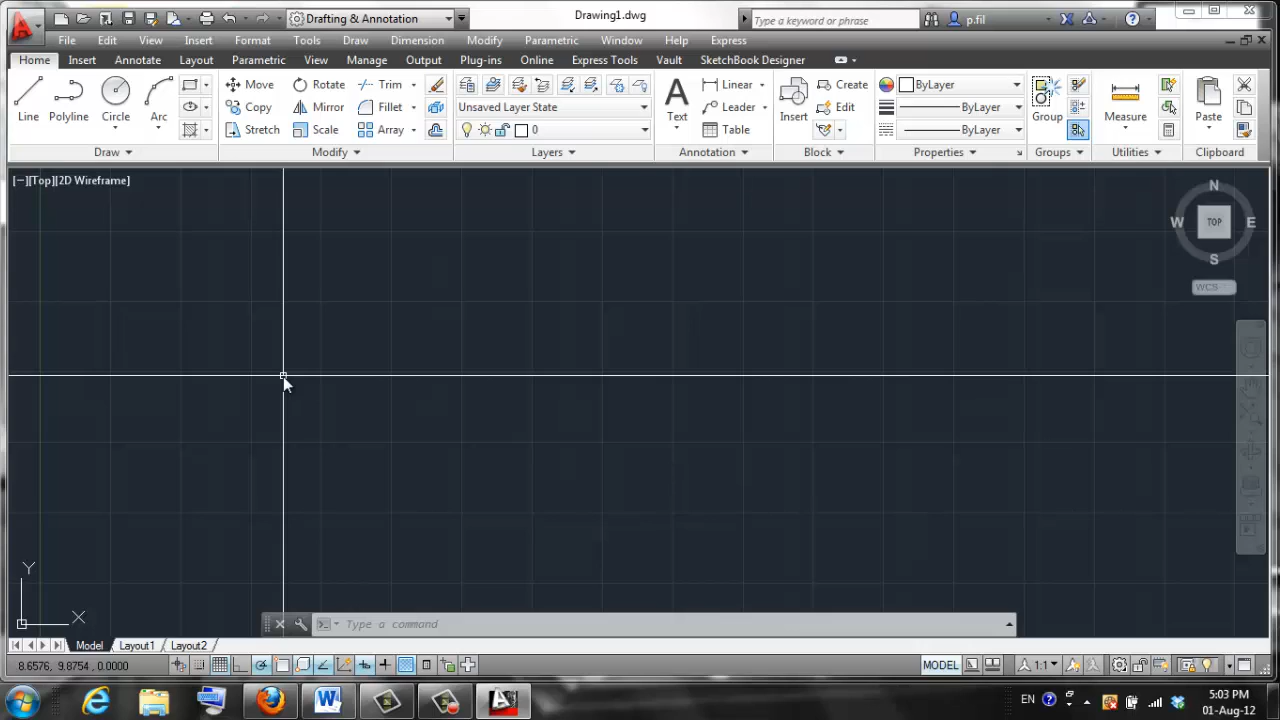 Drafting & Annotation
Drawing1.dwg
Type a keyword or phrase
p.fil
File Edit View Insert Format Tools Draw Dimension Modify Parametric Window Help Express
Home Insert Annotate Layout Parametric View Manage Output Plug-ins Online Express Tools Vault SketchBook Designer
Move Rotate Trim
Linear
Create
ByLayer
Copy Mirror Fillet
Unsaved Layer State
Leader
Edit
ByLayer
Line Polyline Circle Arc
Text
Insert
Group Measure Paste
Stretch Scale Array
0
Table
ByLayer
Draw Modify Layers Annotation Block Properties Groups Utilities Clipboard
[−][Top][2D Wireframe]
N
W TOP E
S
WCS
Y
X
Type a command
Model Layout1 Layout2
8.6576, 9.8754, 0.0000
MODEL
1:1
EN
5:03 PM
01-Aug-12